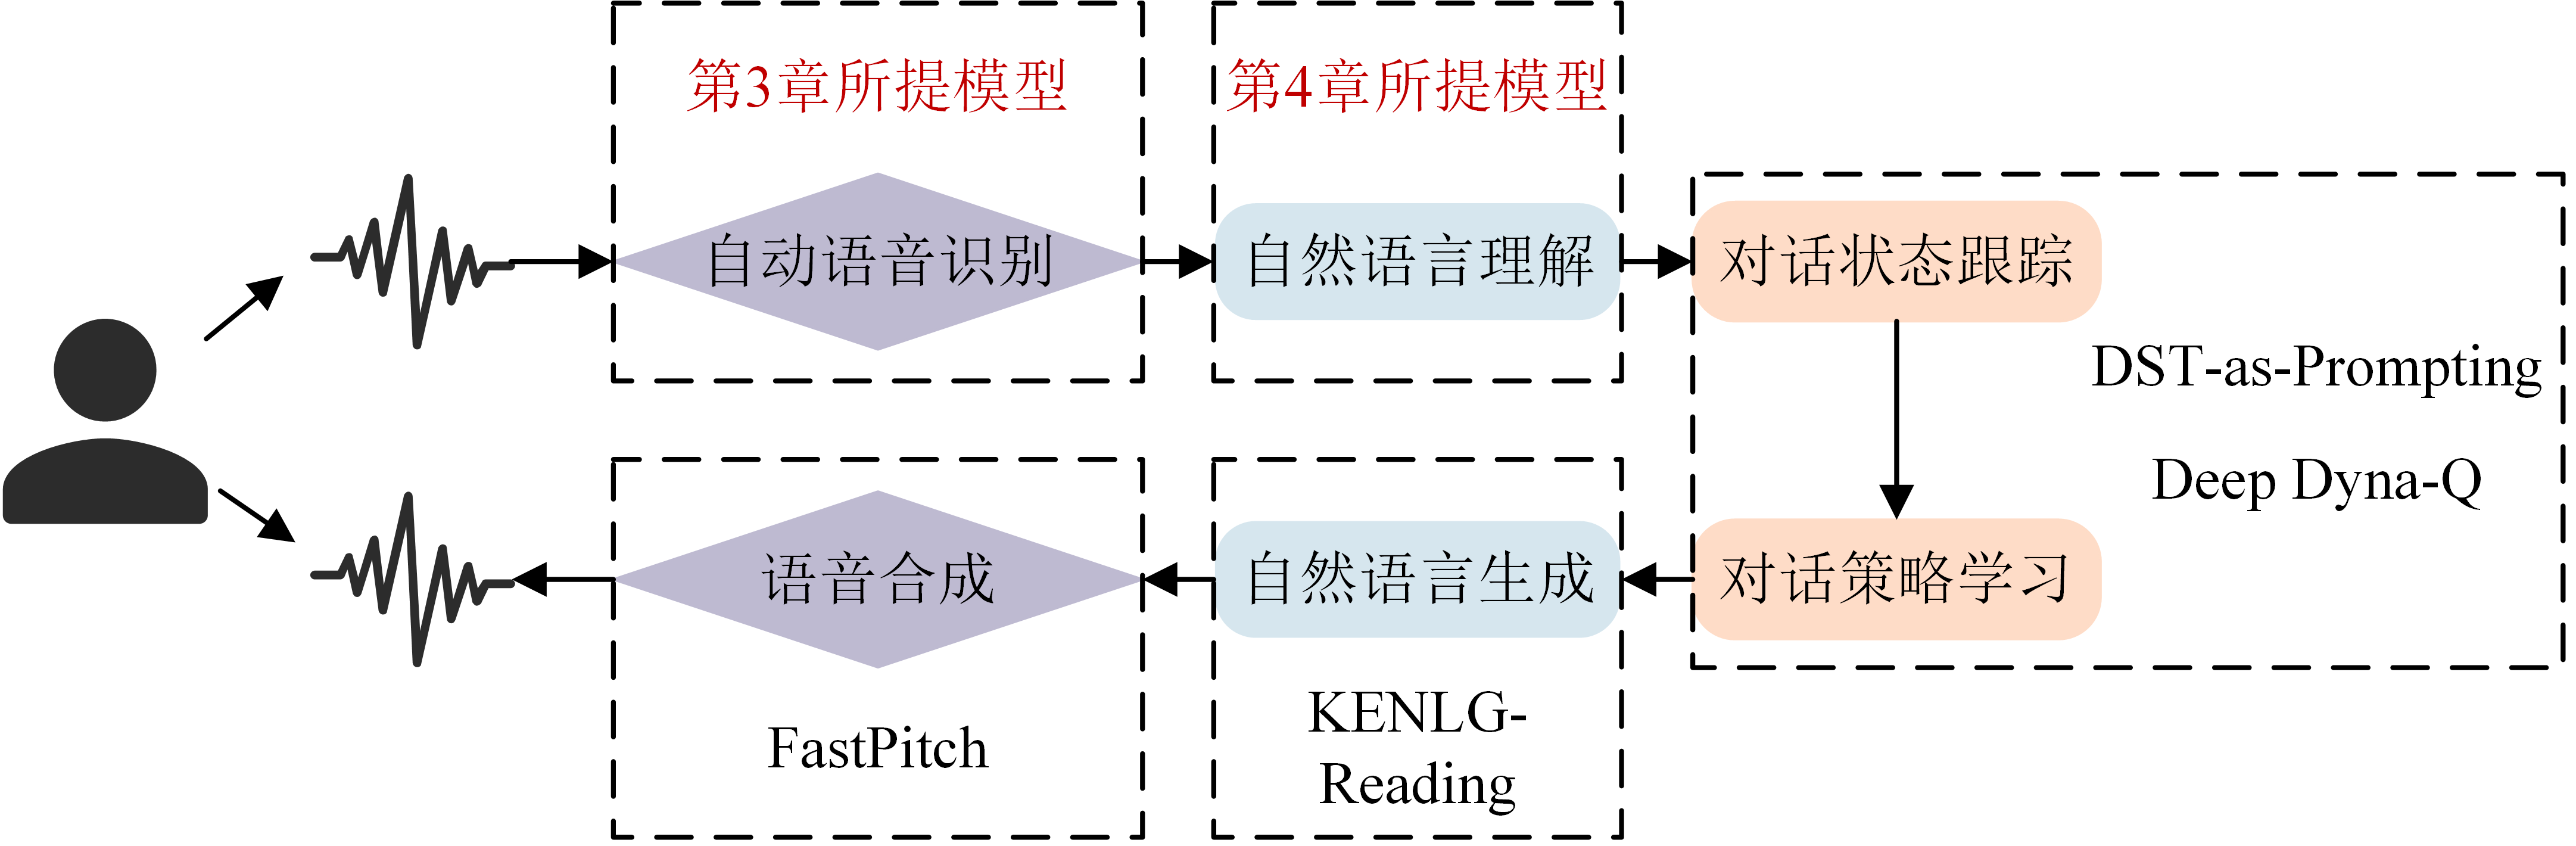 第3章所提模型
第4章所提模型
自动语音识别
自然语言理解
对话状态跟踪
DST-as-Prompting
Deep Dyna-Q
语音合成
自然语言生成
对话策略学习
FastPitch
KENLG-
Reading